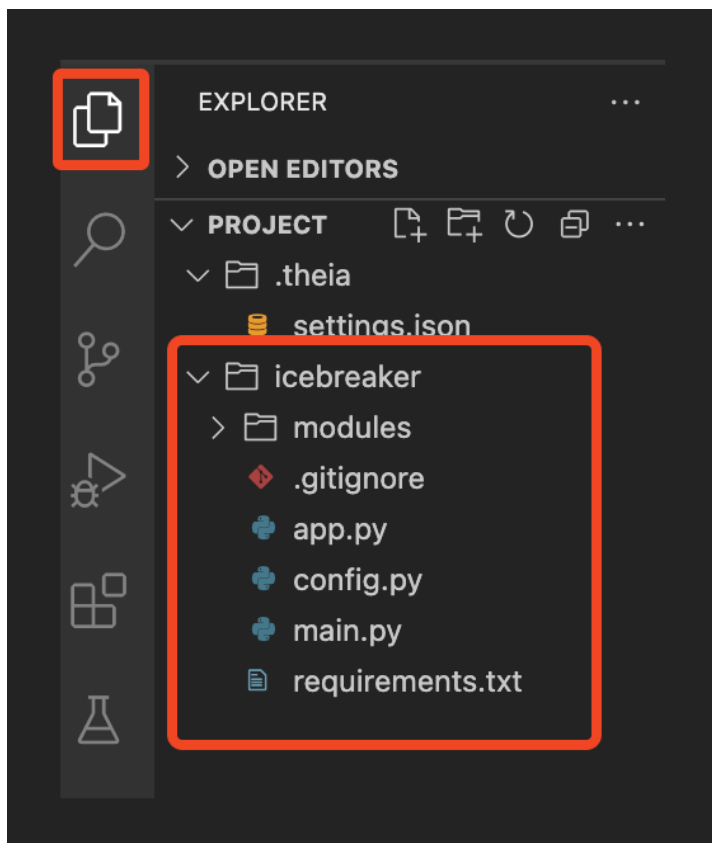 EXPLORER
OPEN EDITORS
PROJECT
.theia
settings.json
icebreaker
modules
.gitignore
app.py
config.py
main.py
requirements.txt